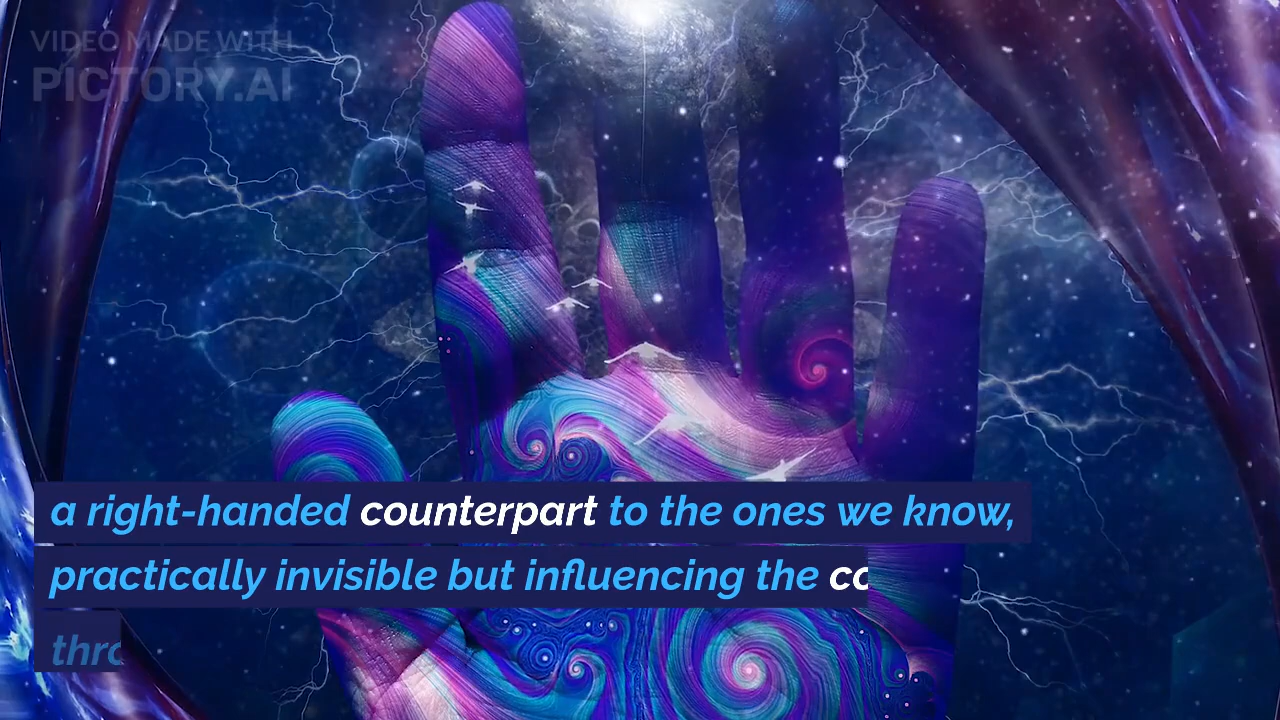 VIDEO MADE WITH
PICTORY.AI
a right-handed counterpart to the ones we know,
practically invisible but influencing the